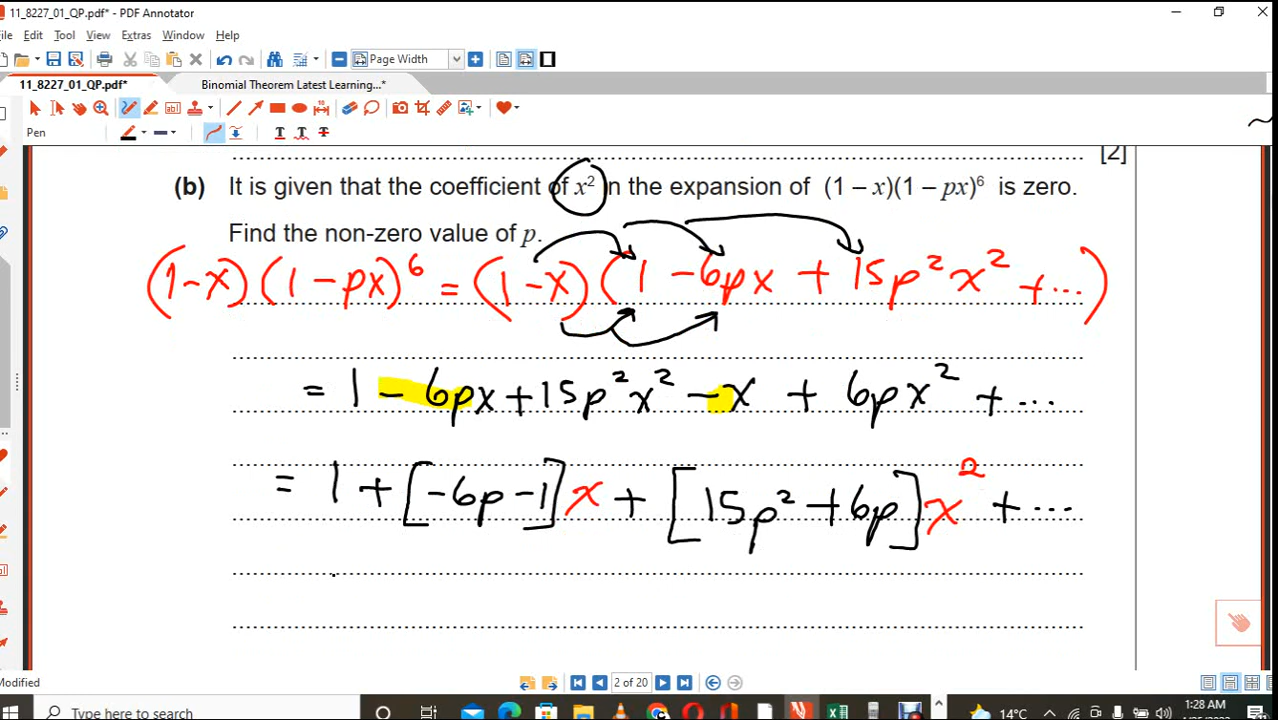 11_8227_01_QP.pdf* - PDF Annotator
ile Edit Tool View Extras Window Help
Page Width
11_8227_01_QP.pdf* Binomial Theorem Latest Learning...*
Pen
[2]
(b) It is given that the coefficient of x² in the expansion of (1 – x)(1 – px)⁶ is zero.
Find the non-zero value of p.
(1-x)(1-px)⁶ = (1-x)(1 -6px + 15p²x² + ...)
= 1 - 6px + 15p²x² - x + 6px² + ...
= 1 + [-6p-1]x + [15p² + 6p]x² + ...
Modified 2 of 20
Type here to search 14°C 1:28 AM